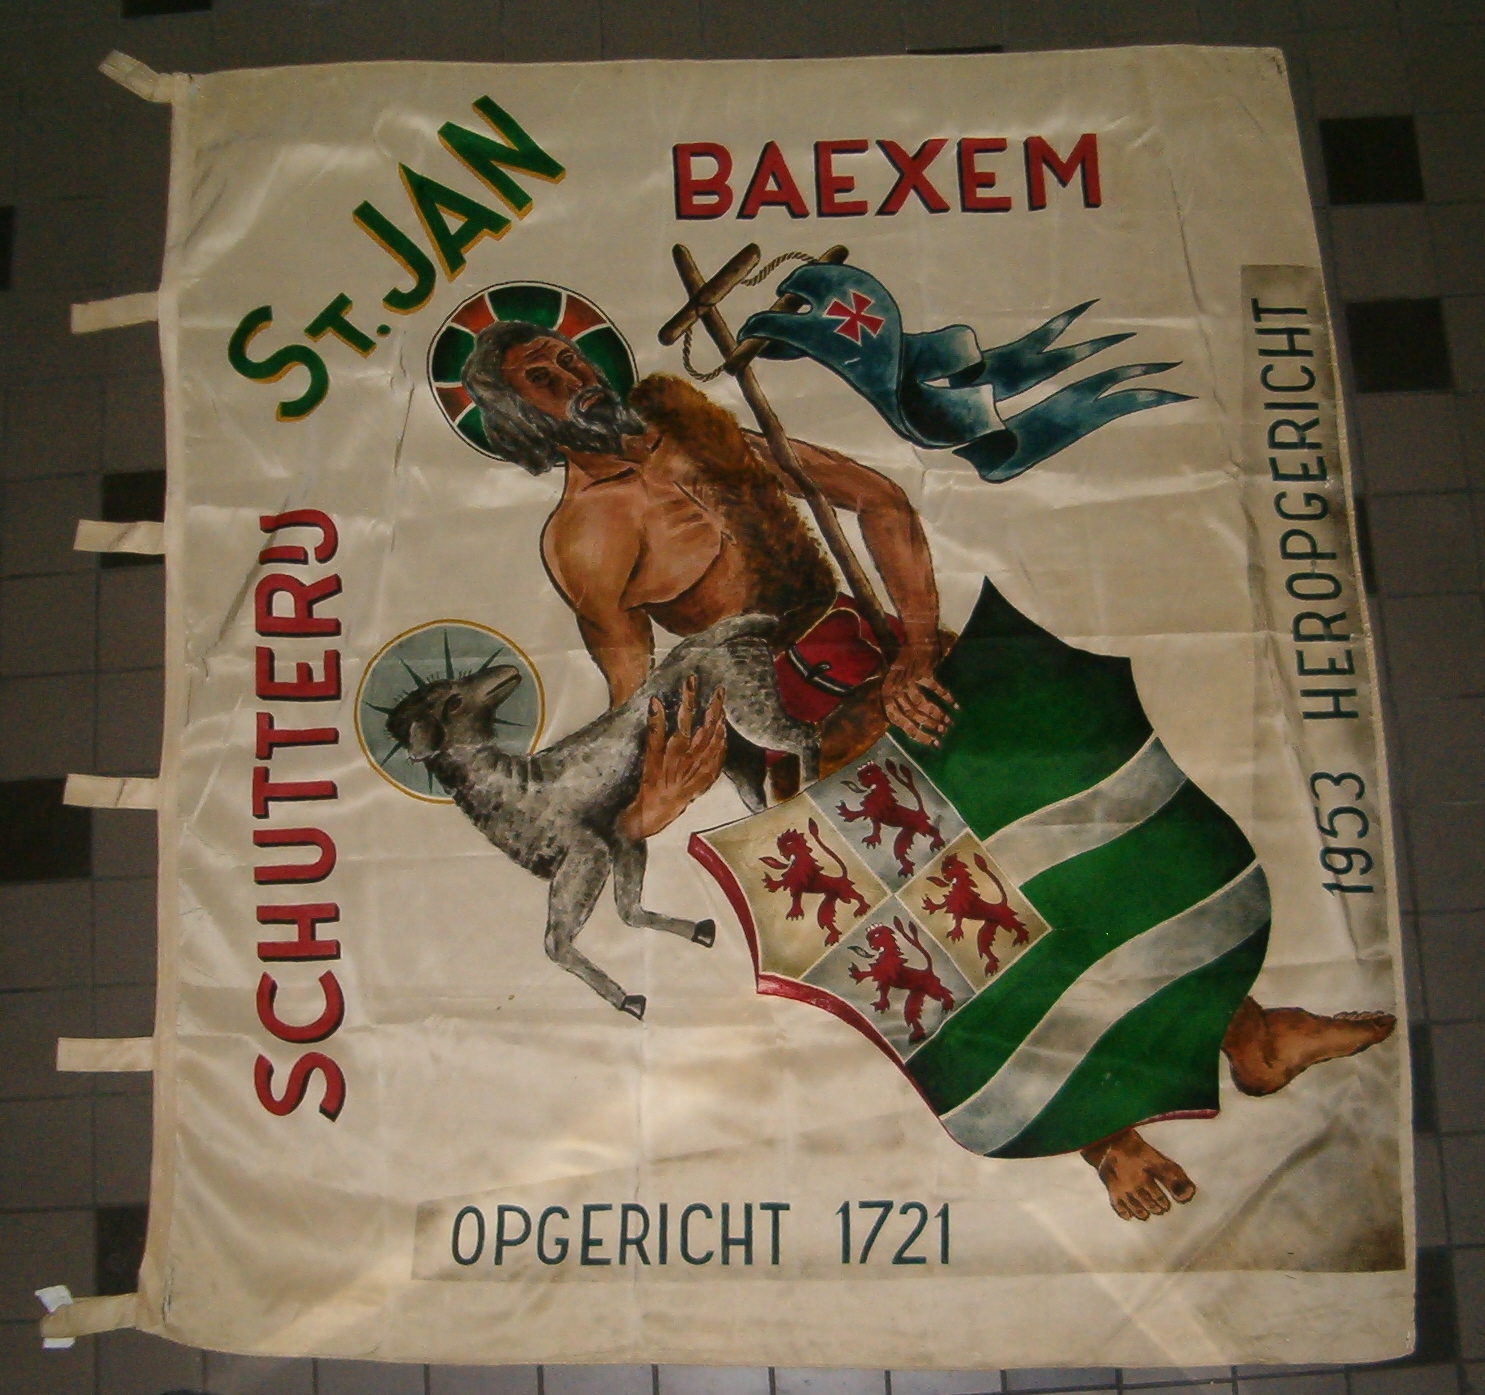 SCHUTTERIJ
ST. JAN
BAEXEM
OPGERICHT 1721
1953 HEROPGERICHT